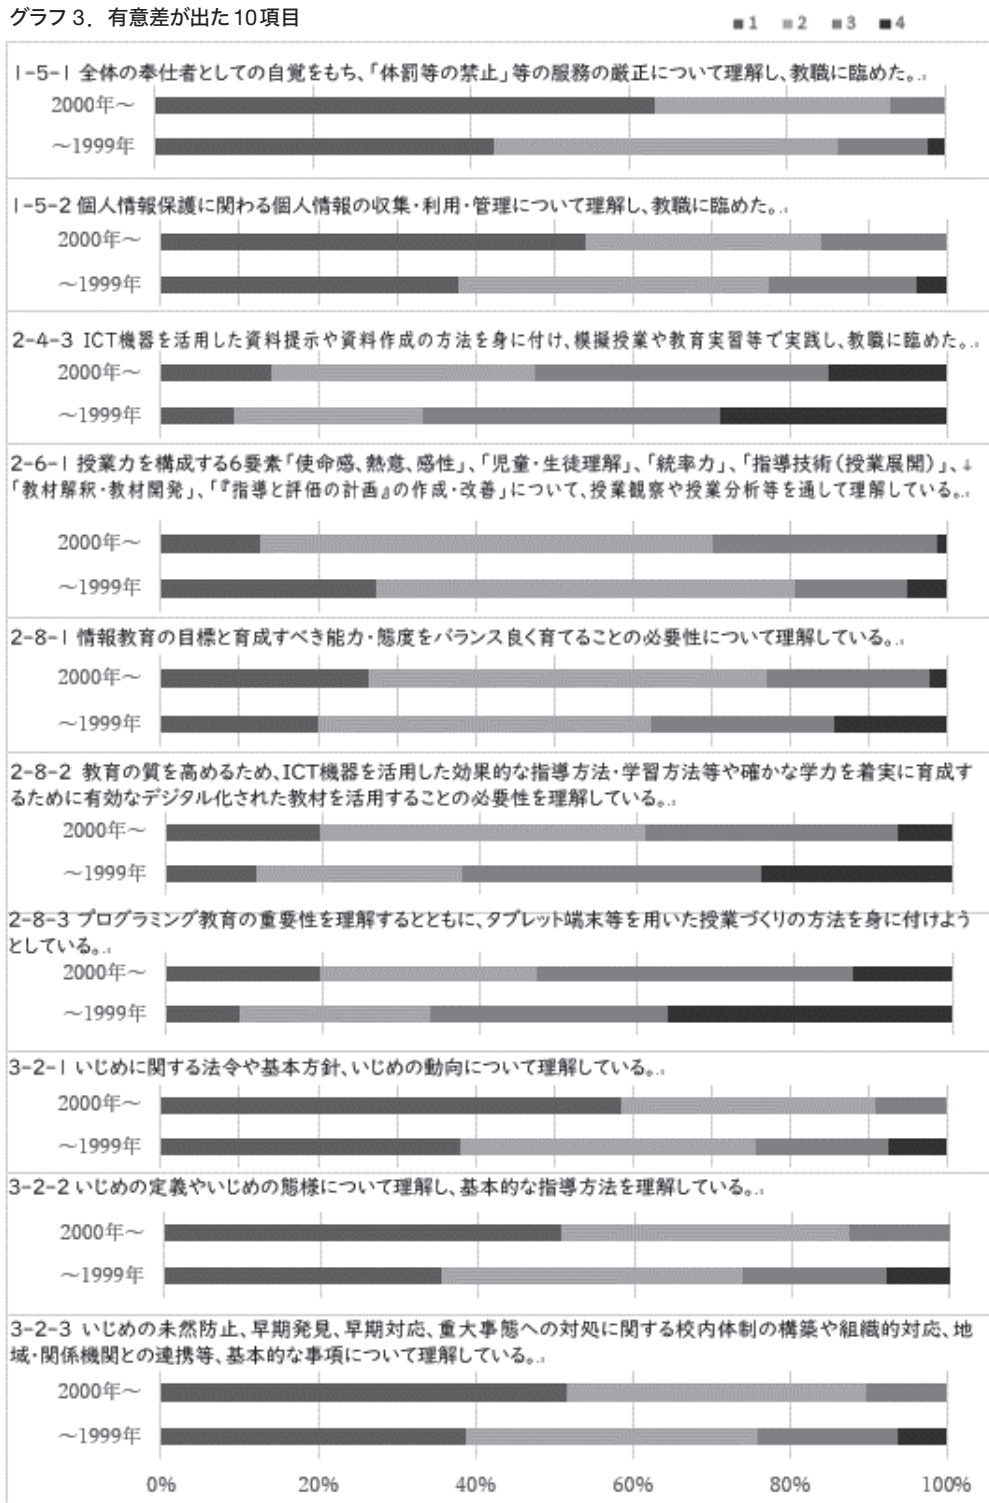 グラフ３．有意差が出た10項目
■1 ■2 ■3 ■4
1-5-1 全体の奉仕者としての自覚をもち、「体罰等の禁止」等の服務の厳正について理解し、教職に臨めた。
2000年～
～1999年
1-5-2 個人情報保護に関わる個人情報の収集・利用・管理について理解し、教職に臨めた。
2000年～
～1999年
2-4-3 ICT機器を活用した資料提示や資料作成の方法を身に付け、模擬授業や教育実習等で実践し、教職に臨めた。
2000年～
～1999年
2-6-1 授業力を構成する6要素「使命感、熱意、感性」、「児童・生徒理解」、「統率力」、「指導技術（授業展開）」、↓
「教材解釈・教材開発」、「『指導と評価の計画』の作成・改善」について、授業観察や授業分析等を通して理解している。
2000年～
～1999年
2-8-1 情報教育の目標と育成すべき能力・態度をバランス良く育てることの必要性について理解している。
2000年～
～1999年
2-8-2 教育の質を高めるため、ICT機器を活用した効果的な指導方法・学習方法等や確かな学力を着実に育成す
るために有効なデジタル化された教材を活用することの必要性を理解している。
2000年～
～1999年
2-8-3 プログラミング教育の重要性を理解するとともに、タブレット端末等を用いた授業づくりの方法を身に付けよう
としている。
2000年～
～1999年
3-2-1 いじめに関する法令や基本方針、いじめの動向について理解している。
2000年～
～1999年
3-2-2 いじめの定義やいじめの態様について理解し、基本的な指導方法を理解している。
2000年～
～1999年
3-2-3 いじめの未然防止、早期発見、早期対応、重大事態への対処に関する校内体制の構築や組織的対応、地
域・関係機関との連携等、基本的な事項について理解している。
2000年～
～1999年
0% 20% 40% 60% 80% 100%